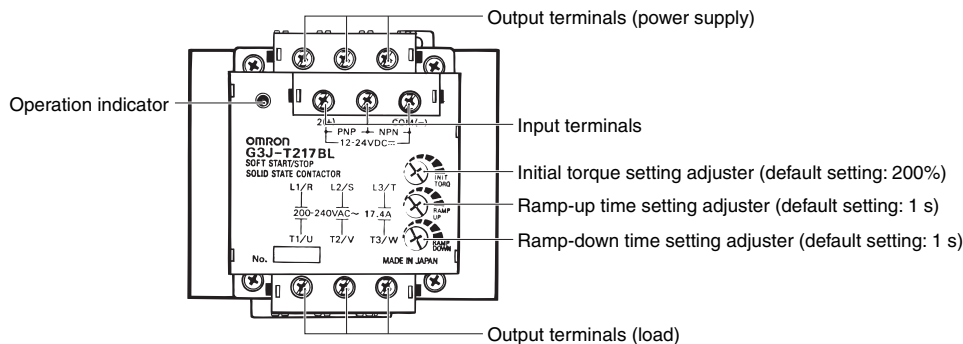 Output terminals (power supply)
Operation indicator
2(+) COM(-)
PNP NPN
12-24VDC
Input terminals
OMRON
G3J-T217BL
SOFT START/STOP
SOLID STATE CONTACTOR
INIT TORQ
Initial torque setting adjuster (default setting: 200%)
L1/R L2/S L3/T
RAMP UP
Ramp-up time setting adjuster (default setting: 1 s)
200-240VAC~ 17.4A
T1/U T2/V T3/W
RAMP DOWN
Ramp-down time setting adjuster (default setting: 1 s)
No. MADE IN JAPAN
Output terminals (load)